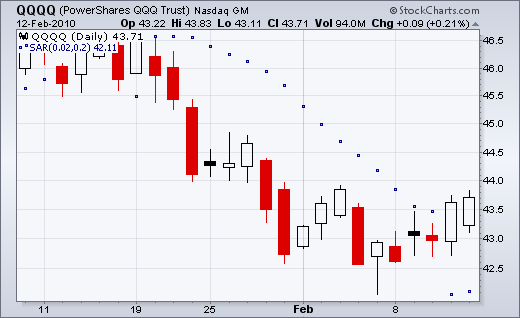 QQQQ (PowerShares QQQ Trust) Nasdaq GM © StockCharts.com
12-Feb-2010 Op 43.22 Hi 43.83 Lo 43.11 Cl 43.71 Vol 94.0M Chg +0.09 (+0.21%)
QQQQ (Daily) 43.71
SAR(0.02,0.2) 42.11
46.5
46.0
45.5
45.0
44.5
44.0
43.5
43.0
42.5
11 19 25 Feb 8